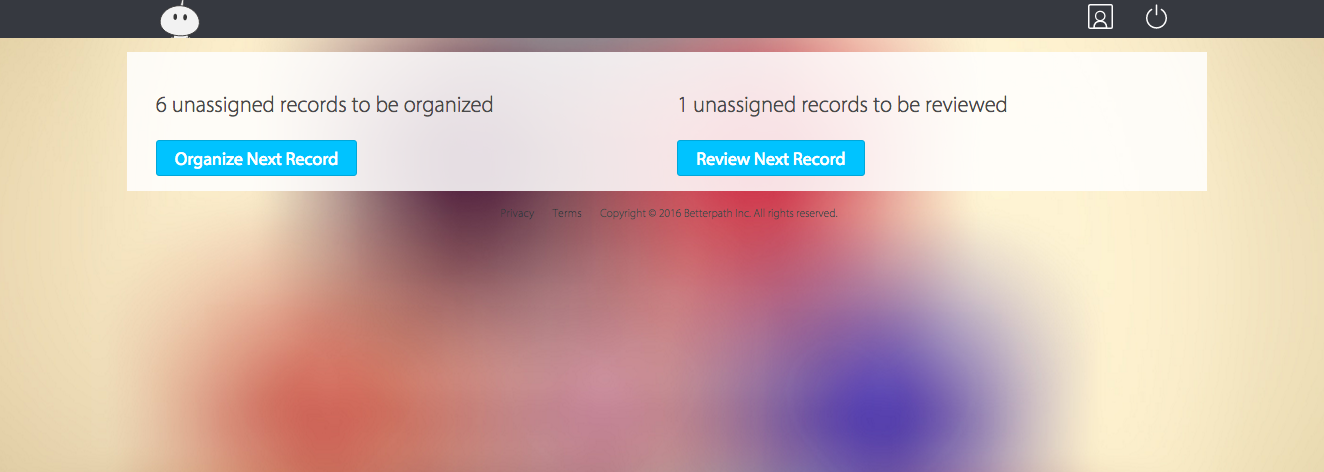 6 unassigned records to be organized
1 unassigned records to be reviewed
Organize Next Record
Review Next Record
Privacy Terms Copyright © 2016 Betterpath Inc. All rights reserved.